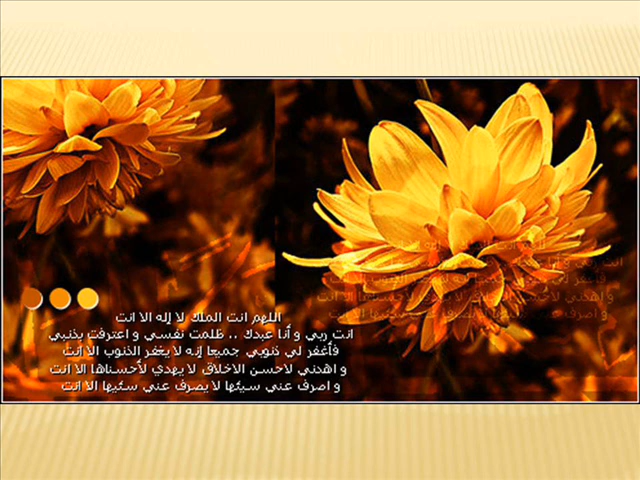 اللهم انت الملك لا إله الا انت
انت ربي و أنا عبدك .. ظلمت نفسي و اعترفت بذنبي
فأغفر لي ذنوبي جميعا إنه لا يغفر الذنوب الا انت
و اهدني لاحسن الاخلاق لا يهدي لأحسناها الا انت
و اصرف عني سيئها لا يصرف عني سئيها الا انت